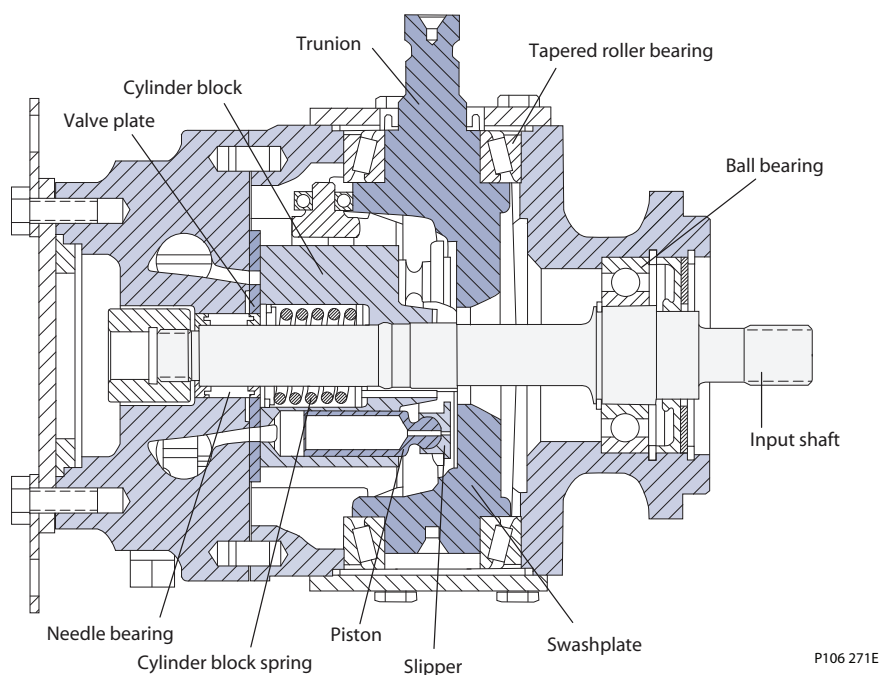 Trunion
Tapered roller bearing
Cylinder block
Valve plate
Ball bearing
Input shaft
Needle bearing
Cylinder block spring
Piston
Slipper
Swashplate
P106 271E